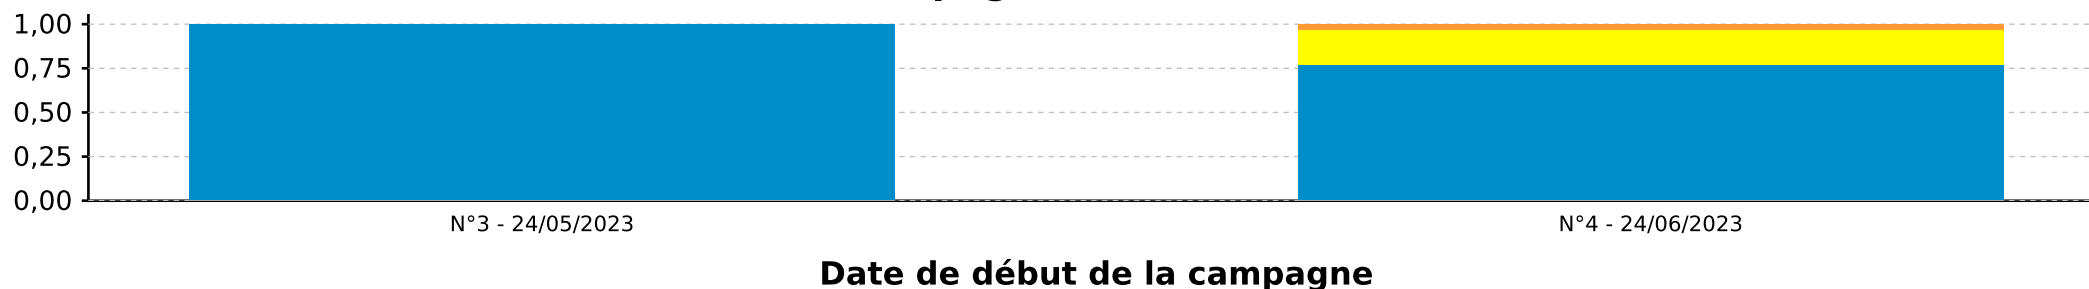 1,00
0,75
0,50
0,25
0,00
N°3 - 24/05/2023
N°4 - 24/06/2023
Date de début de la campagne